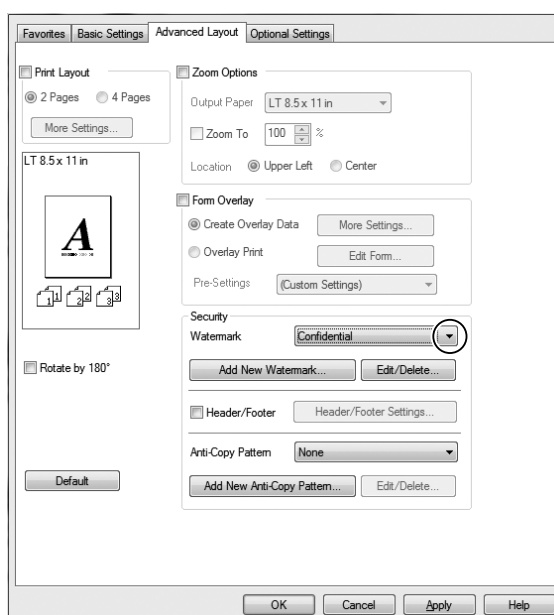 Favorites Basic Settings Advanced Layout Optional Settings
Print Layout
2 Pages 4 Pages
More Settings...
LT 8.5 x 11 in
A
1 1 2 2 3 3
Rotate by 180°
Default
Zoom Options
Output Paper LT 8.5 x 11 in
Zoom To 100 %
Location Upper Left Center
Form Overlay
Create Overlay Data More Settings...
Overlay Print Edit Form...
Pre-Settings (Custom Settings)
Security
Watermark Confidential
Add New Watermark... Edit/Delete...
Header/Footer Header/Footer Settings...
Anti-Copy Pattern None
Add New Anti-Copy Pattern... Edit/Delete...
OK Cancel Apply Help